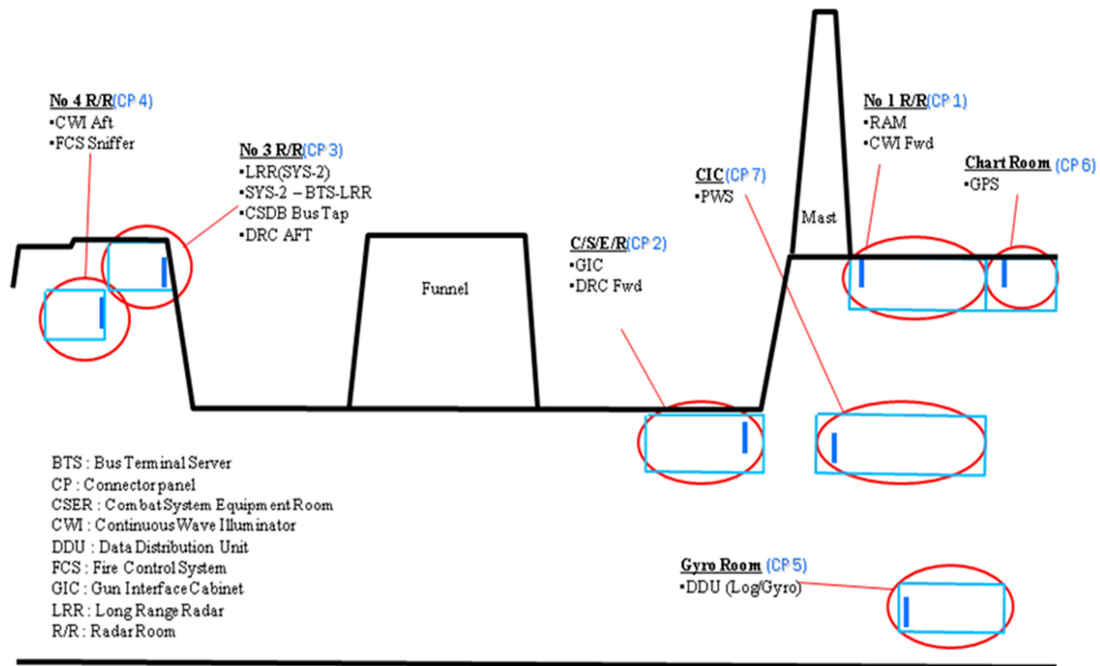 No 4 R/R(CP 4)
•CWI Aft
•FCS Sniffer
No 3 R/R(CP 3)
•LRR(SYS-2)
•SYS-2 – BTS-LRR
•CSDB Bus Tap
•DRC AFT
Funnel
C/S/E/R(CP 2)
•GIC
•DRC Fwd
CIC (CP 7)
•PWS
Mast
No 1 R/R(CP 1)
•RAM
•CWI Fwd
Chart Room (CP 6)
•GPS
BTS : Bus Terminal Server
CP : Connector panel
CSER : Combat System Equipment Room
CWI : Continuous Wave Illuminator
DDU : Data Distribution Unit
FCS : Fire Control System
GIC : Gun Interface Cabinet
LRR : Long Range Radar
R/R : Radar Room
Gyro Room (CP 5)
•DDU (Log/Gyro)